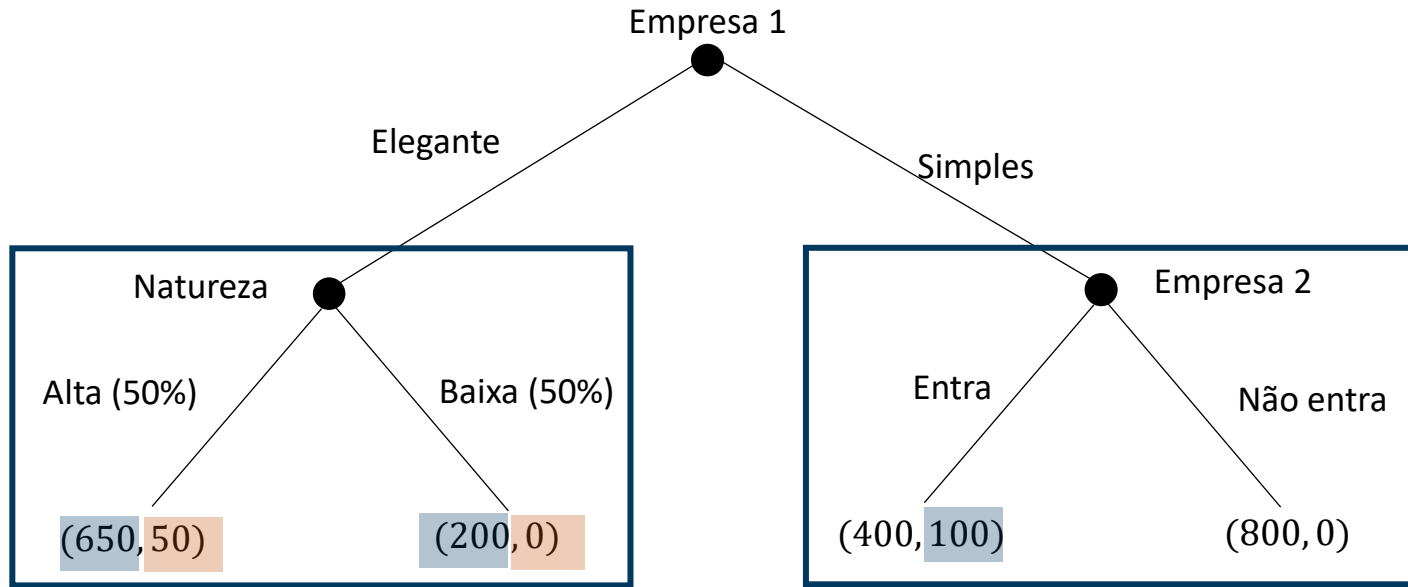 Empresa 1
Elegante
Simples
Natureza
Empresa 2
Alta (50%)
Baixa (50%)
Entra
Não entra
(650, 50)
(200, 0)
(400, 100)
(800, 0)